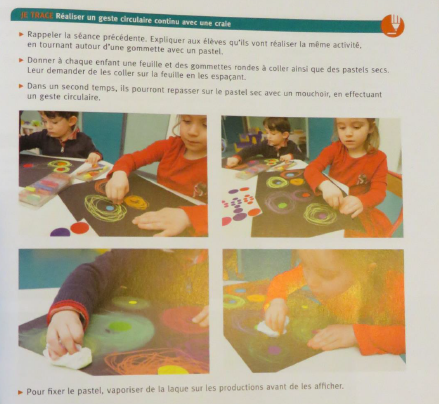 JE TRACE Réaliser un geste circulaire continu avec une craie
▸ Rappeler la séance précédente. Expliquer aux élèves qu'ils vont réaliser la même activité,
en tournant autour d'une gommette avec un pastel.
▸ Donner à chaque enfant une feuille et des gommettes rondes à coller ainsi que des pastels secs.
Leur demander de les coller sur la feuille en les espaçant.
▸ Dans un second temps, ils pourront repasser sur le pastel sec avec un mouchoir, en effectuant
un geste circulaire.
▸ Pour fixer le pastel, vaporiser de la laque sur les productions avant de les afficher.